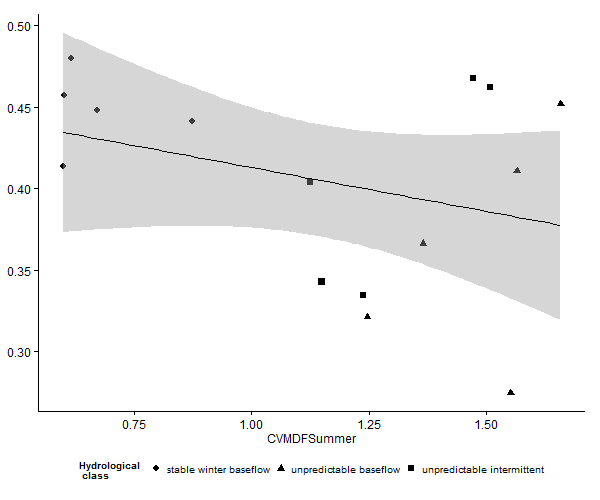 0.50
0.45
0.40
0.35
0.30
0.75 1.00 1.25 1.50
CVMDFSummer
Hydrological
class
stable winter baseflow unpredictable baseflow unpredictable intermittent